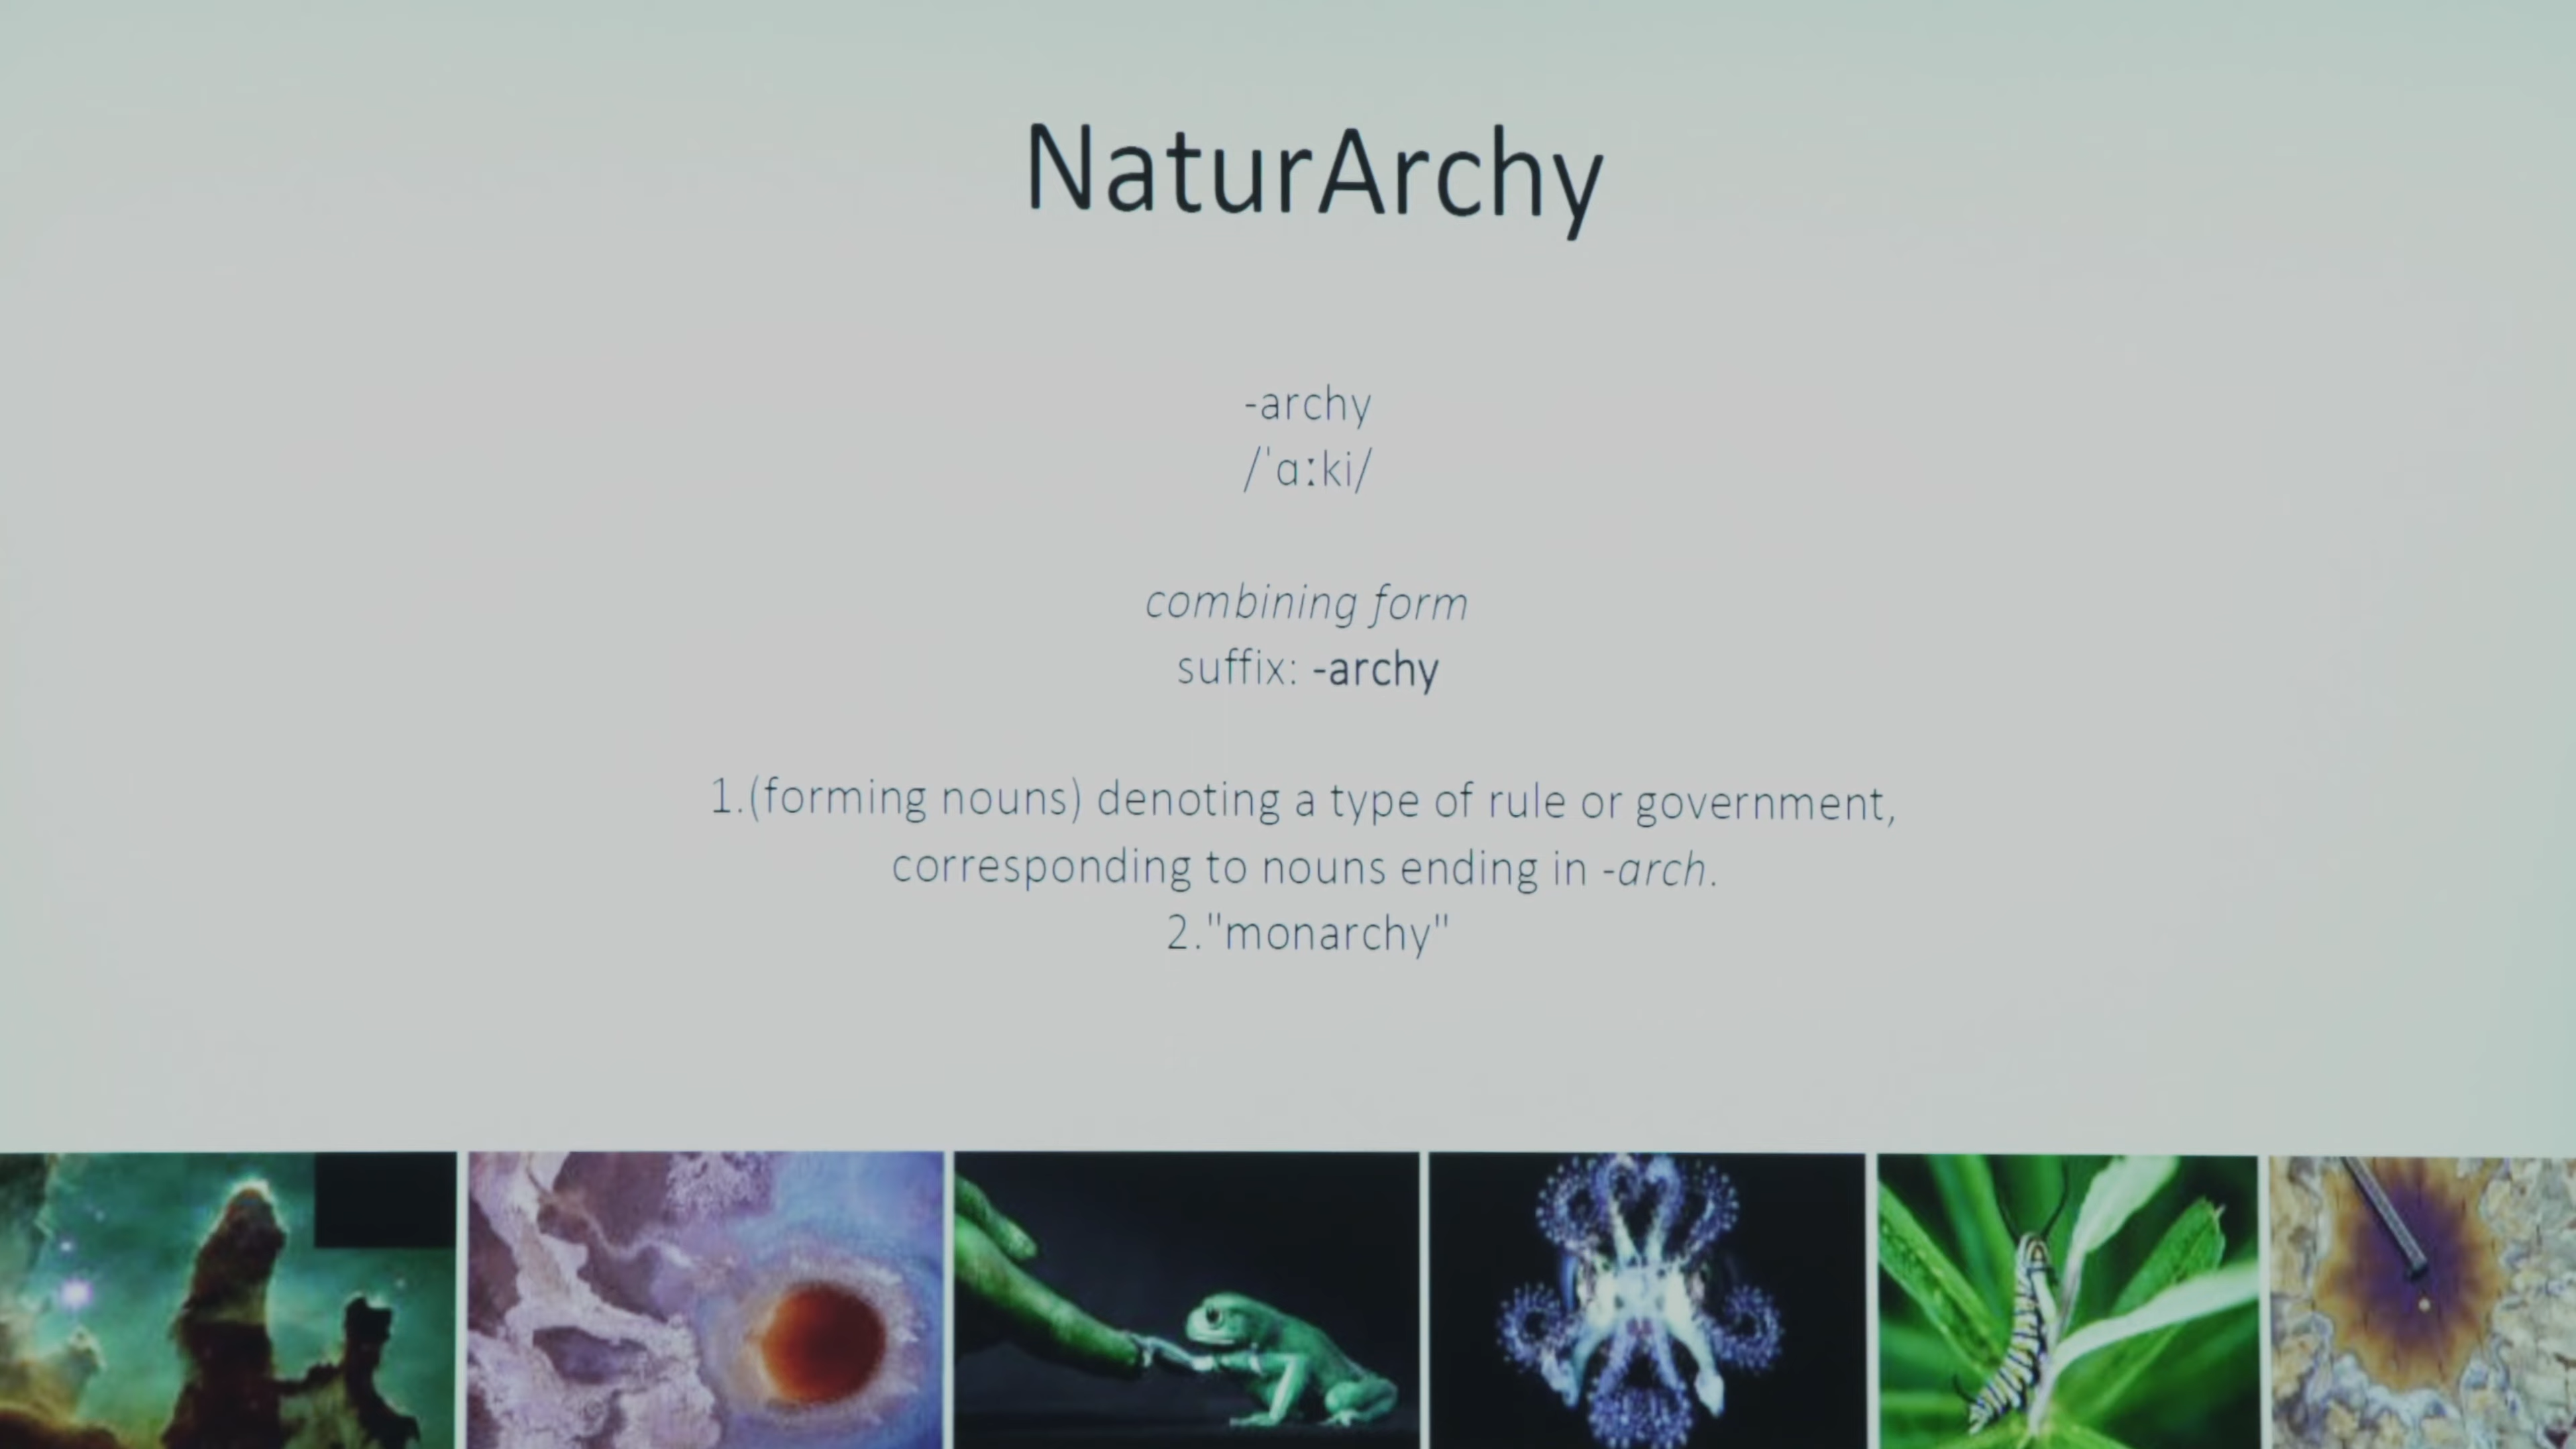 NaturArchy
-archy
/ˈɑːki/
combining form
suffix: -archy
1.(forming nouns) denoting a type of rule or government,
corresponding to nouns ending in -arch.
2."monarchy"